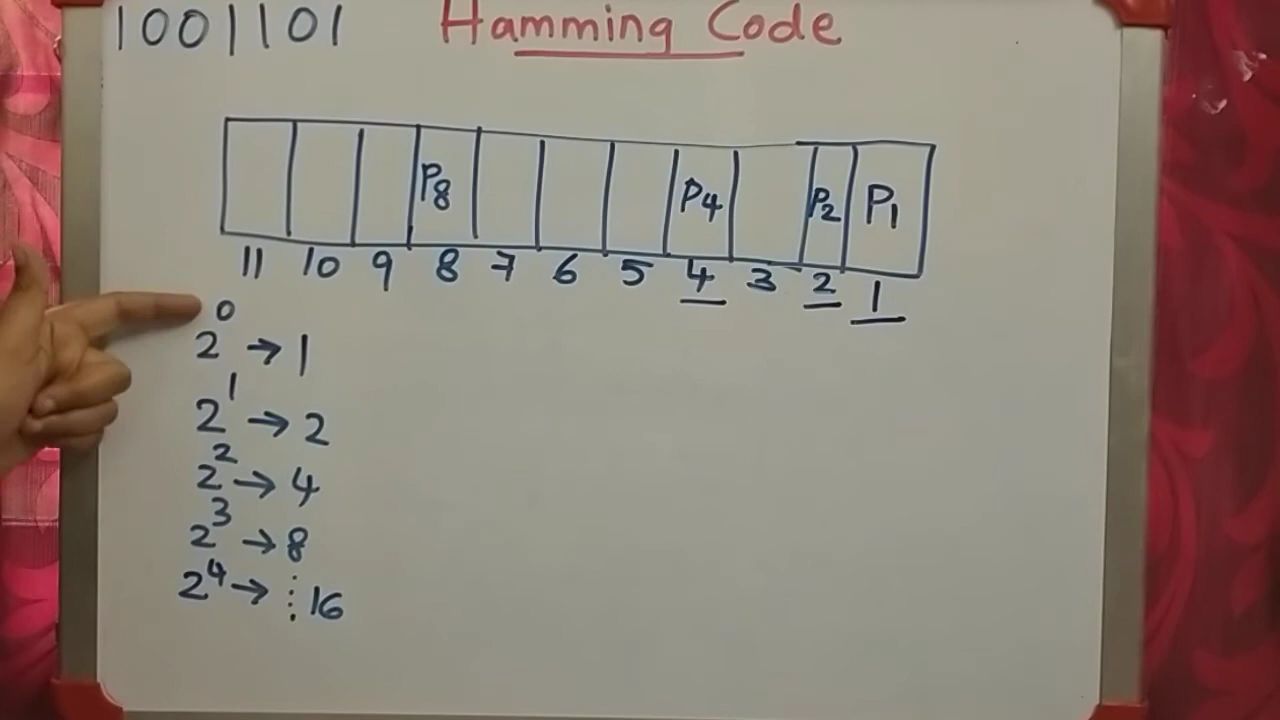 1001101 Hamming Code
P8 P4 P2 P1
11 10 9 8 7 6 5 4 3 2 1
2^0 → 1
2^1 → 2
2^2 → 4
2^3 → 8
2^4 → ⋮ 16